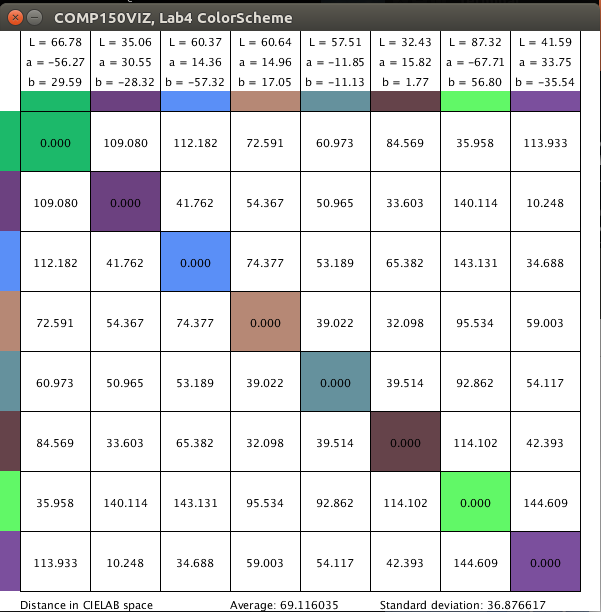 COMP150VIZ, Lab4 ColorScheme
L = 66.78 L = 35.06 L = 60.37 L = 60.64 L = 57.51 L = 32.43 L = 87.32 L = 41.59
a = −56.27 a = 30.55 a = 14.36 a = 14.96 a = −11.85 a = 15.82 a = −67.71 a = 33.75
b = 29.59 b = −28.32 b = −57.32 b = 17.05 b = −11.13 b = 1.77 b = 56.80 b = −35.54
0.000 109.080 112.182 72.591 60.973 84.569 35.958 113.933
109.080 0.000 41.762 54.367 50.965 33.603 140.114 10.248
112.182 41.762 0.000 74.377 53.189 65.382 143.131 34.688
72.591 54.367 74.377 0.000 39.022 32.098 95.534 59.003
60.973 50.965 53.189 39.022 0.000 39.514 92.862 54.117
84.569 33.603 65.382 32.098 39.514 0.000 114.102 42.393
35.958 140.114 143.131 95.534 92.862 114.102 0.000 144.609
113.933 10.248 34.688 59.003 54.117 42.393 144.609 0.000
Distance in CIELAB space Average: 69.116035 Standard deviation: 36.876617